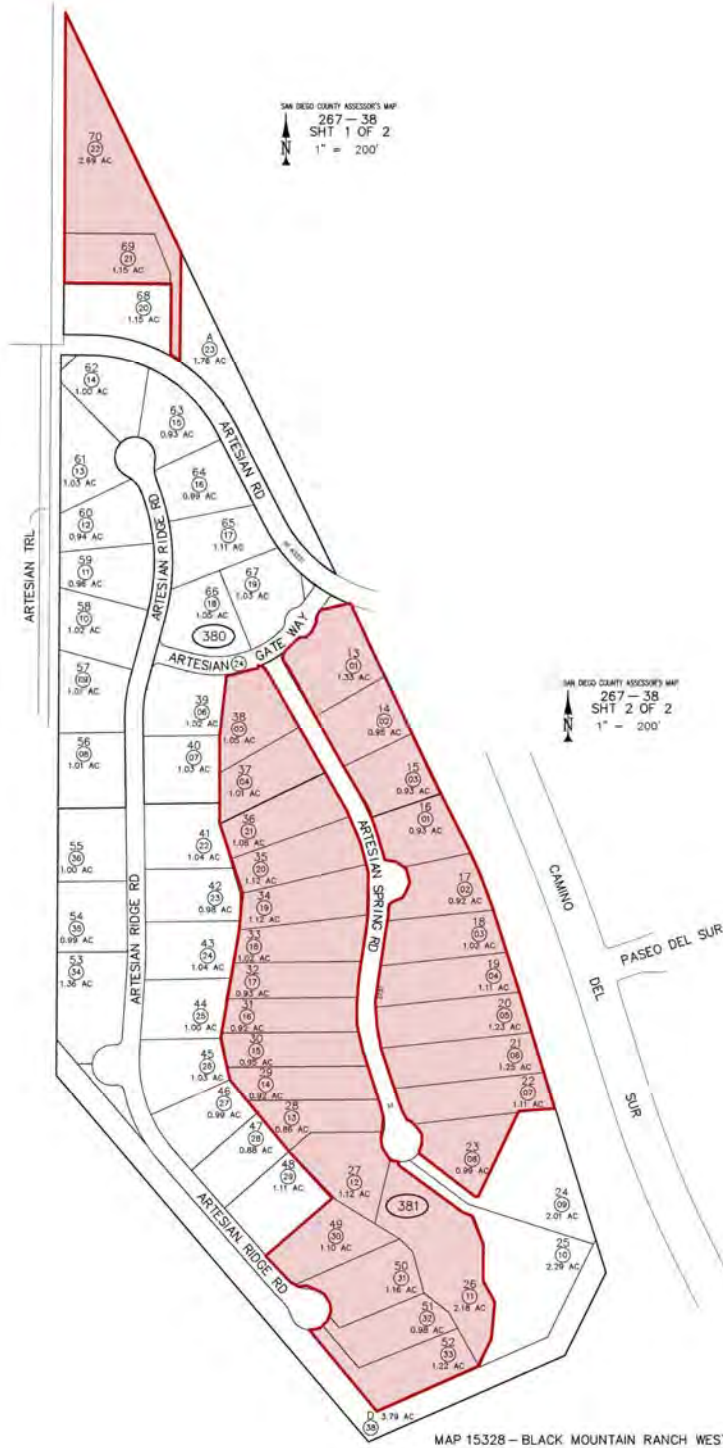 SAN DIEGO COUNTY ASSESSOR'S MAP
267-38
SHT 1 OF 2
N 1" = 200'
70
22
2.69 AC
69
21
1.15 AC
68
20
1.15 AC
A
23
1.76 AC
62
14
1.00 AC
63
15
0.93 AC
ARTESIAN RD
61
13
1.03 AC
64
16
0.99 AC
60
12
0.94 AC
65
17
1.11 AC
ARTESIAN RIDGE RD
ARTESIAN TRL
59
11
0.96 AC
67
19
1.03 AC
66
18
1.05 AC
58
10
1.02 AC
380
ARTESIAN 24 GATE WAY
13
01
1.33 AC
57
09
1.07 AC
SAN DIEGO COUNTY ASSESSOR'S MAP
267-38
SHT 2 OF 2
N 1" = 200'
39
06
1.02 AC
38
05
1.05 AC
14
02
0.95 AC
56
08
1.01 AC
40
07
1.03 AC
37
04
1.01 AC
15
03
0.93 AC
16
01
0.93 AC
36
21
1.06 AC
41
22
1.04 AC
55
36
1.00 AC
35
20
1.12 AC
ARTESIAN SPRING RD
17
02
0.92 AC
CAMINO
DEL
SUR
PASEO DEL SUR
42
23
0.98 AC
34
19
1.12 AC
54
35
0.99 AC
18
03
1.02 AC
43
24
1.04 AC
33
18
1.02 AC
53
34
1.36 AC
ARTESIAN RIDGE RD
32
17
0.93 AC
19
04
1.11 AC
44
25
1.00 AC
31
16
0.92 AC
20
05
1.23 AC
30
15
0.95 AC
21
06
1.25 AC
45
26
1.03 AC
29
14
0.92 AC
22
07
1.11 AC
46
27
0.99 AC
28
13
0.86 AC
47
28
0.88 AC
23
08
0.99 AC
48
29
1.11 AC
27
12
1.12 AC
24
09
2.01 AC
381
ARTESIAN RIDGE RD
49
30
1.10 AC
25
10
2.29 AC
50
31
1.16 AC
26
11
2.18 AC
51
32
0.98 AC
52
33
1.22 AC
D 3.79 AC
38
MAP 15328 - BLACK MOUNTAIN RANCH WES